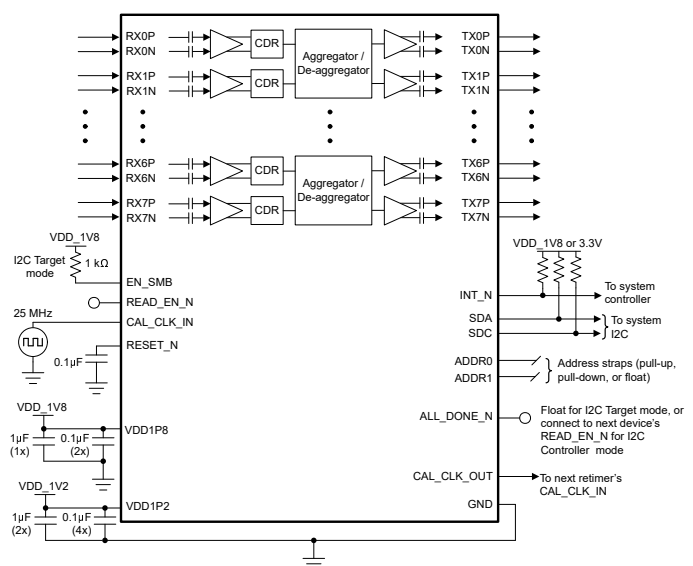 RX0P
RX0N
CDR
Aggregator /
De-aggregator
TX0P
TX0N
RX1P
RX1N
CDR
TX1P
TX1N
RX6P
RX6N
CDR
Aggregator /
De-aggregator
TX6P
TX6N
RX7P
RX7N
CDR
TX7P
TX7N
VDD_1V8
I2C Target
mode
1 kΩ
EN_SMB
READ_EN_N
25 MHz
CAL_CLK_IN
RESET_N
0.1μF
VDD_1V8
1μF
(1x)
0.1μF
(2x)
VDD1P8
VDD_1V2
1μF
(2x)
0.1μF
(4x)
VDD1P2
VDD_1V8 or 3.3V
INT_N
To system
controller
SDA
SDC
To system
I2C
ADDR0
ADDR1
Address straps (pull-up,
pull-down, or float)
ALL_DONE_N
Float for I2C Target mode, or
connect to next device's
READ_EN_N for I2C
Controller mode
CAL_CLK_OUT
To next retimer's
CAL_CLK_IN
GND